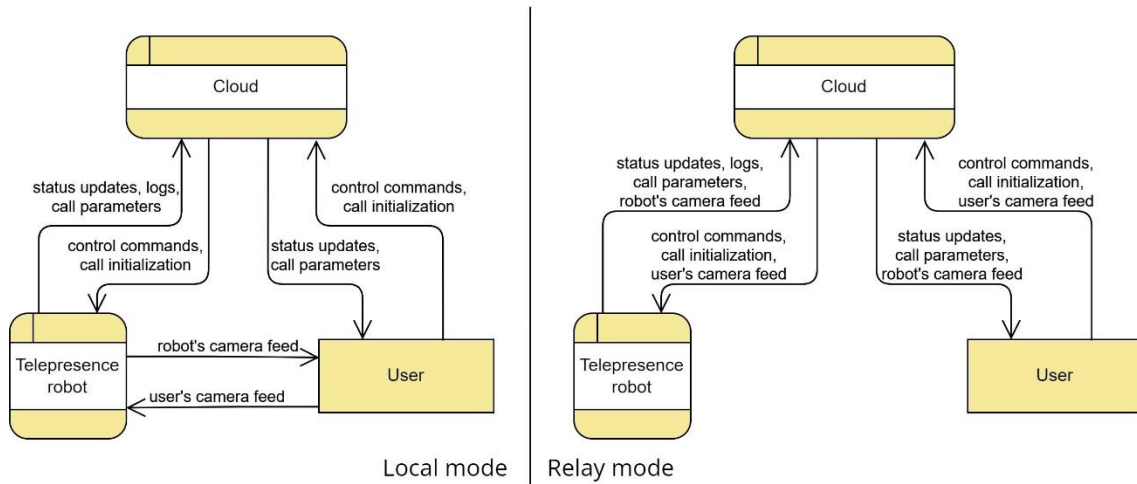 Cloud
status updates, logs,
call parameters
control commands,
call initialization
control commands,
call initialization
status updates,
call parameters
Telepresence
robot
robot's camera feed
user's camera feed
User
Local mode
Cloud
status updates, logs,
call parameters,
robot's camera feed
control commands,
call initialization,
user's camera feed
control commands,
call initialization,
user's camera feed
status updates,
call parameters,
robot's camera feed
Telepresence
robot
User
Relay mode